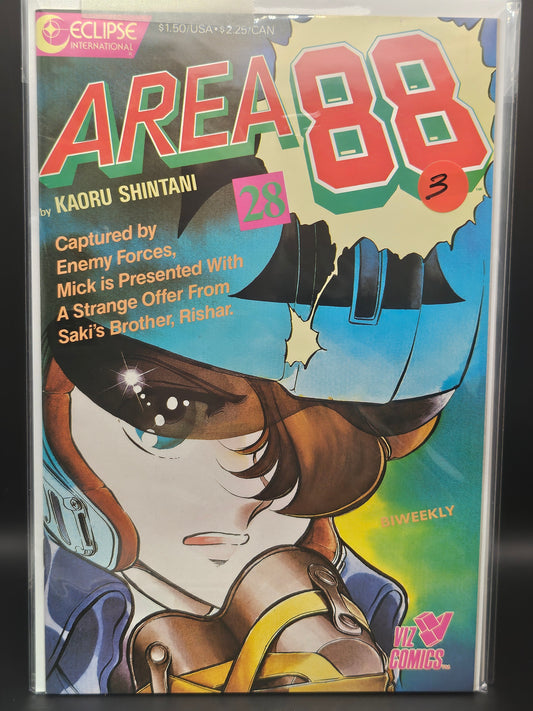 ECLIPSE
INTERNATIONAL
$1.50/USA • $2.25/CAN
AREA 88
by KAORU SHINTANI
28
3
Captured by
Enemy Forces,
Mick is Presented With
A Strange Offer From
Saki's Brother, Rishar.
BIWEEKLY
VIZ
COMICS™